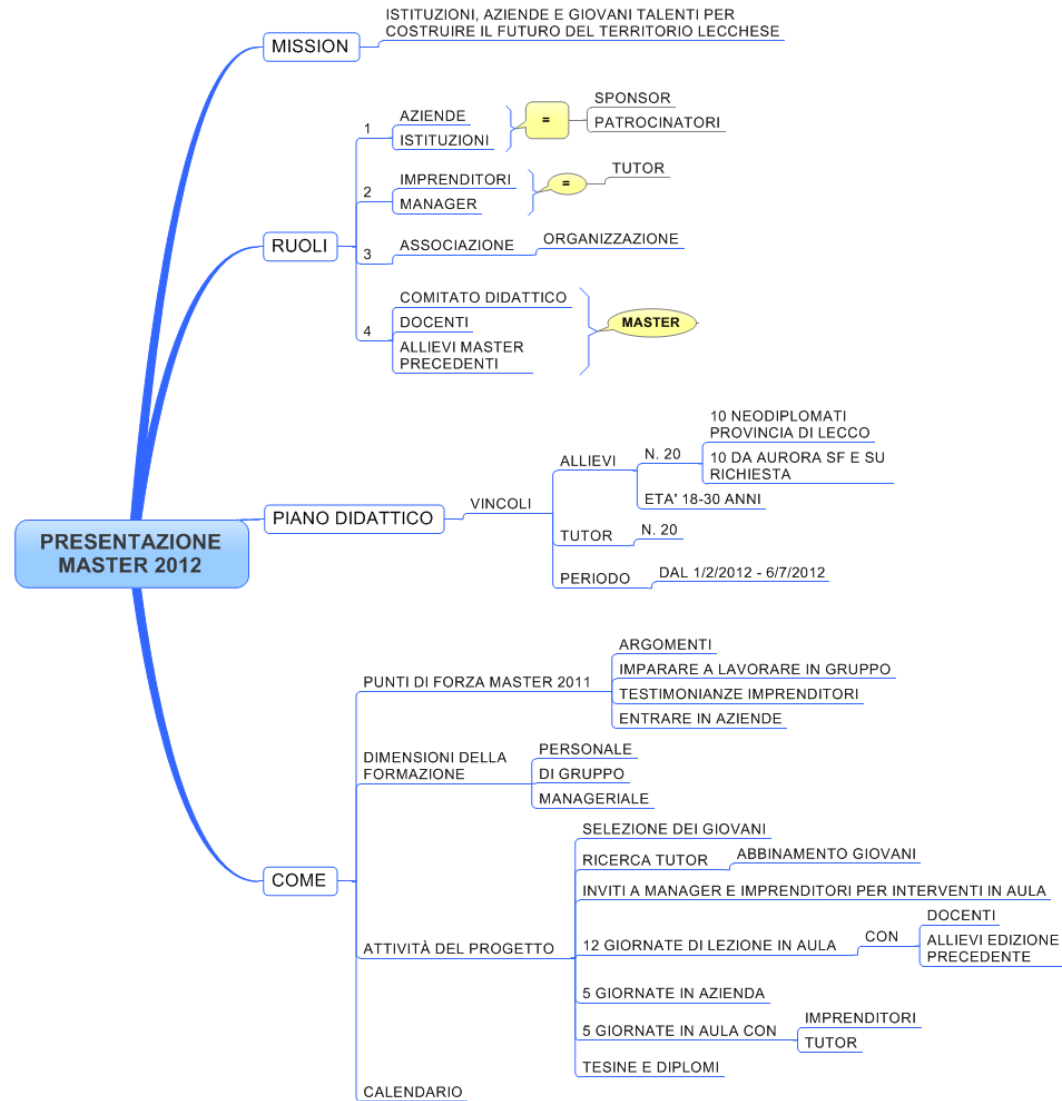 ISTITUZIONI, AZIENDE E GIOVANI TALENTI PER
COSTRUIRE IL FUTURO DEL TERRITORIO LECCHESE
MISSION
SPONSOR
AZIENDE
1
=
PATROCINATORI
ISTITUZIONI
TUTOR
IMPRENDITORI
2
=
MANAGER
RUOLI
ASSOCIAZIONE
ORGANIZZAZIONE
3
COMITATO DIDATTICO
DOCENTI
4
MASTER
ALLIEVI MASTER
PRECEDENTI
10 NEODIPLOMATI
PROVINCIA DI LECCO
N. 20
10 DA AURORA SF E SU
RICHIESTA
ALLIEVI
ETA' 18-30 ANNI
VINCOLI
PIANO DIDATTICO
TUTOR
N. 20
PERIODO
DAL 1/2/2012 - 6/7/2012
PRESENTAZIONE
MASTER 2012
ARGOMENTI
IMPARARE A LAVORARE IN GRUPPO
PUNTI DI FORZA MASTER 2011
TESTIMONIANZE IMPRENDITORI
ENTRARE IN AZIENDE
PERSONALE
DIMENSIONI DELLA
FORMAZIONE
DI GRUPPO
MANAGERIALE
SELEZIONE DEI GIOVANI
RICERCA TUTOR
ABBINAMENTO GIOVANI
COME
INVITI A MANAGER E IMPRENDITORI PER INTERVENTI IN AULA
DOCENTI
ATTIVITÀ DEL PROGETTO
12 GIORNATE DI LEZIONE IN AULA
CON
ALLIEVI EDIZIONE
PRECEDENTE
5 GIORNATE IN AZIENDA
IMPRENDITORI
5 GIORNATE IN AULA CON
TUTOR
TESINE E DIPLOMI
CALENDARIO